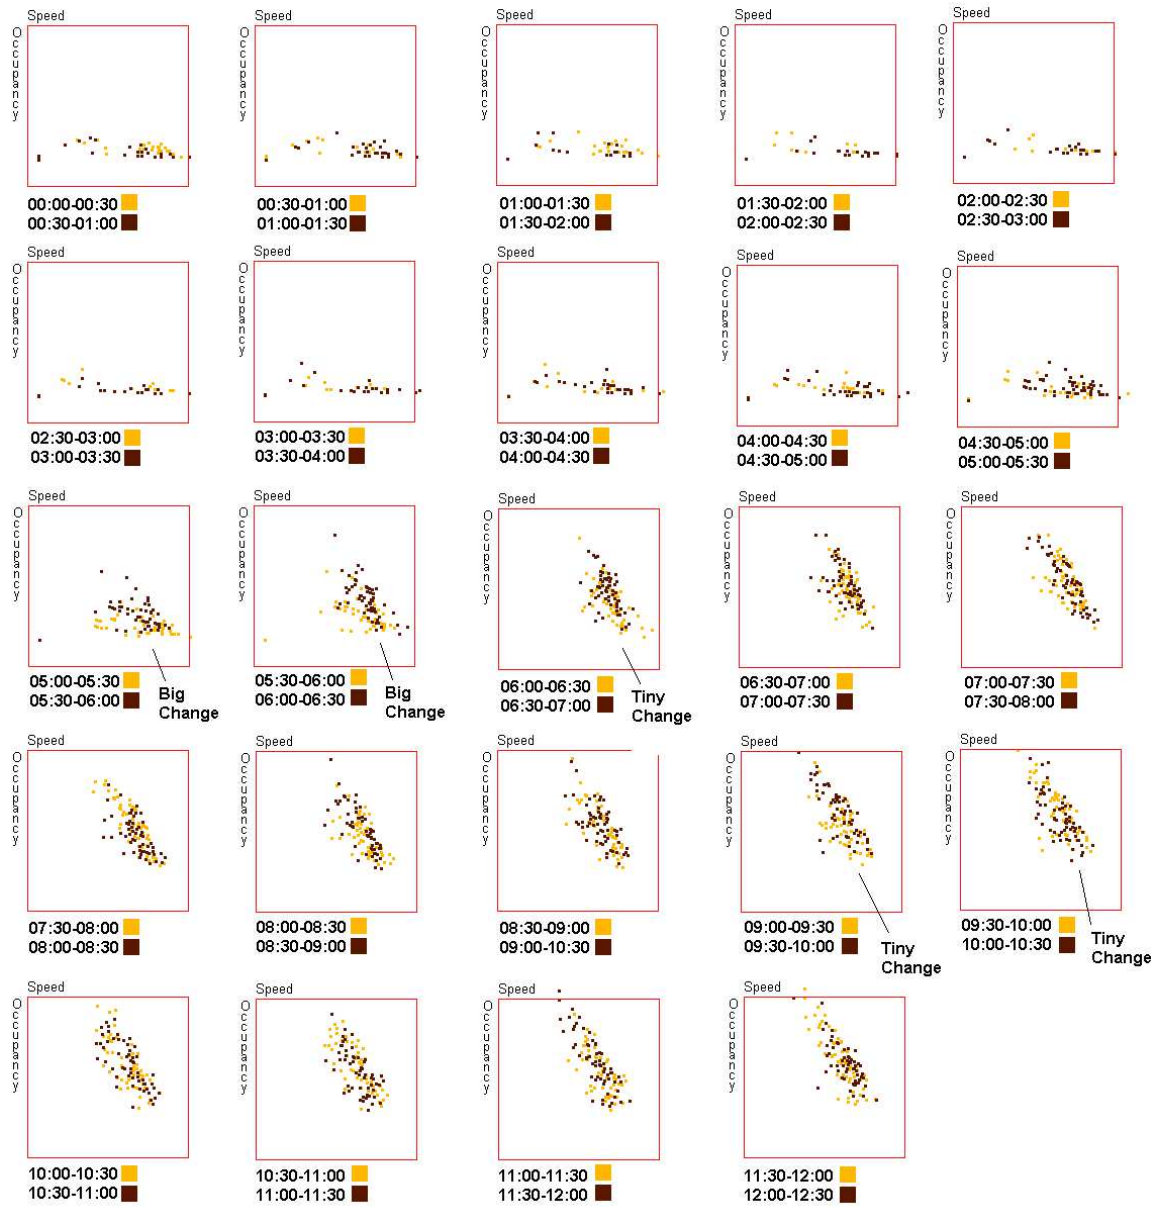 Speed
Occupancy
00:00-00:30
00:30-01:00
Speed
Occupancy
00:30-01:00
01:00-01:30
Speed
Occupancy
01:00-01:30
01:30-02:00
Speed
Occupancy
01:30-02:00
02:00-02:30
Speed
Occupancy
02:00-02:30
02:30-03:00
Speed
Occupancy
02:30-03:00
03:00-03:30
Speed
Occupancy
03:00-03:30
03:30-04:00
Speed
Occupancy
03:30-04:00
04:00-04:30
Speed
Occupancy
04:00-04:30
04:30-05:00
Speed
Occupancy
04:30-05:00
05:00-05:30
Speed
Occupancy
05:00-05:30
05:30-06:00
Big
Change
Speed
Occupancy
05:30-06:00
06:00-06:30
Big
Change
Speed
Occupancy
06:00-06:30
06:30-07:00
Tiny
Change
Speed
Occupancy
06:30-07:00
07:00-07:30
Speed
Occupancy
07:00-07:30
07:30-08:00
Speed
Occupancy
07:30-08:00
08:00-08:30
Speed
Occupancy
08:00-08:30
08:30-09:00
Speed
Occupancy
08:30-09:00
09:00-10:30
Speed
Occupancy
09:00-09:30
09:30-10:00
Tiny
Change
Speed
Occupancy
09:30-10:00
10:00-10:30
Tiny
Change
Speed
Occupancy
10:00-10:30
10:30-11:00
Speed
Occupancy
10:30-11:00
11:00-11:30
Speed
Occupancy
11:00-11:30
11:30-12:00
Speed
Occupancy
11:30-12:00
12:00-12:30